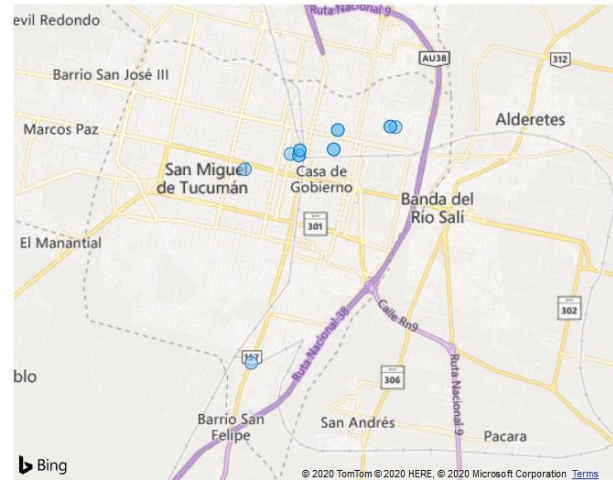 evil Redondo
Ruta Nacional 9
AU38
312
Barrio San José III
Marcos Paz
Alderetes
San Migue
de Tucumán
Casa de
Gobierno
Banda del
Río Salí
301
El Manantial
Calle Rn9
302
Ruta Nacional 38
157
blo
306
Ruta Nacional 9
Barrio San
Felipe
San Andrés
Pacara
Bing
© 2020 TomTom © 2020 HERE, © 2020 Microsoft Corporation Terms